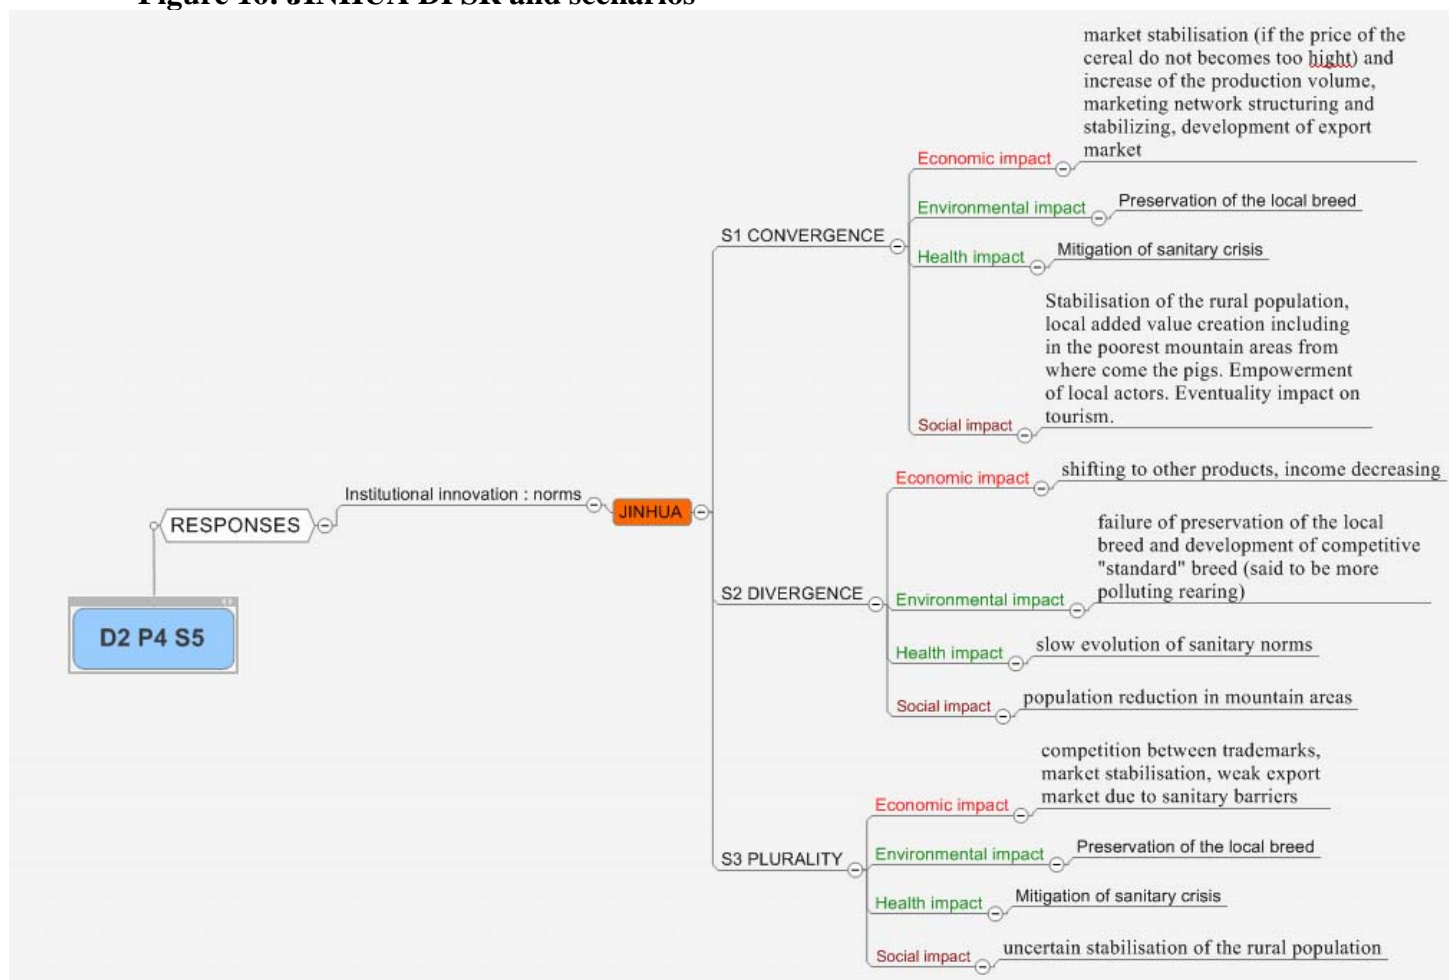 Figure JINHUA DPSR and scenarios
market stabilisation (if the price of the
cereal do not becomes too hight) and
increase of the production volume,
marketing network structuring and
stabilizing, development of export
market
Economic impact
Environmental impact
Preservation of the local breed
S1 CONVERGENCE
Health impact
Mitigation of sanitary crisis
Stabilisation of the rural population,
local added value creation including
in the poorest mountain areas from
where come the pigs. Empowerment
of local actors. Eventuality impact on
tourism.
Social impact
RESPONSES
Institutional innovation : norms
JINHUA
D2 P4 S5
Economic impact
shifting to other products, income decreasing
failure of preservation of the local
breed and development of competitive
"standard" breed (said to be more
polluting rearing)
S2 DIVERGENCE
Environmental impact
Health impact
slow evolution of sanitary norms
Social impact
population reduction in mountain areas
competition between trademarks,
market stabilisation, weak export
market due to sanitary barriers
Economic impact
S3 PLURALITY
Environmental impact
Preservation of the local breed
Health impact
Mitigation of sanitary crisis
Social impact
uncertain stabilisation of the rural population